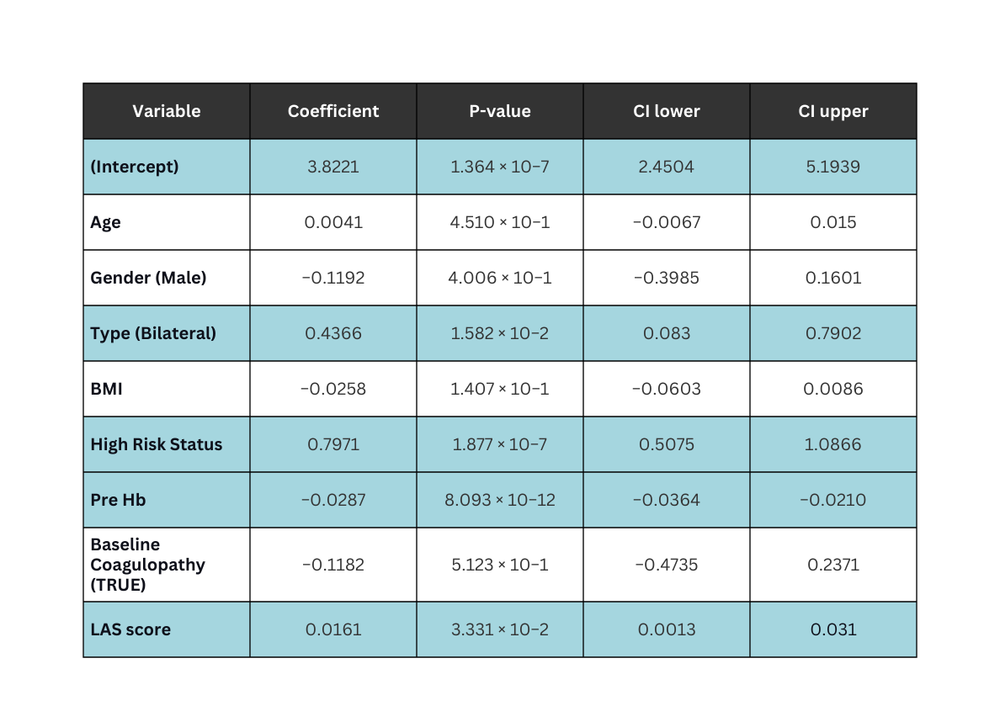 Variable Coefficient P-value CI lower CI upper
(Intercept) 3.8221 1.364 × 10−7 2.4504 5.1939
Age 0.0041 4.510 × 10−1 −0.0067 0.015
Gender (Male) −0.1192 4.006 × 10−1 −0.3985 0.1601
Type (Bilateral) 0.4366 1.582 × 10−2 0.083 0.7902
BMI −0.0258 1.407 × 10−1 −0.0603 0.0086
High Risk Status 0.7971 1.877 × 10−7 0.5075 1.0866
Pre Hb −0.0287 8.093 × 10−12 −0.0364 −0.0210
Baseline
Coagulopathy
(TRUE) −0.1182 5.123 × 10−1 −0.4735 0.2371
LAS score 0.0161 3.331 × 10−2 0.0013 0.031